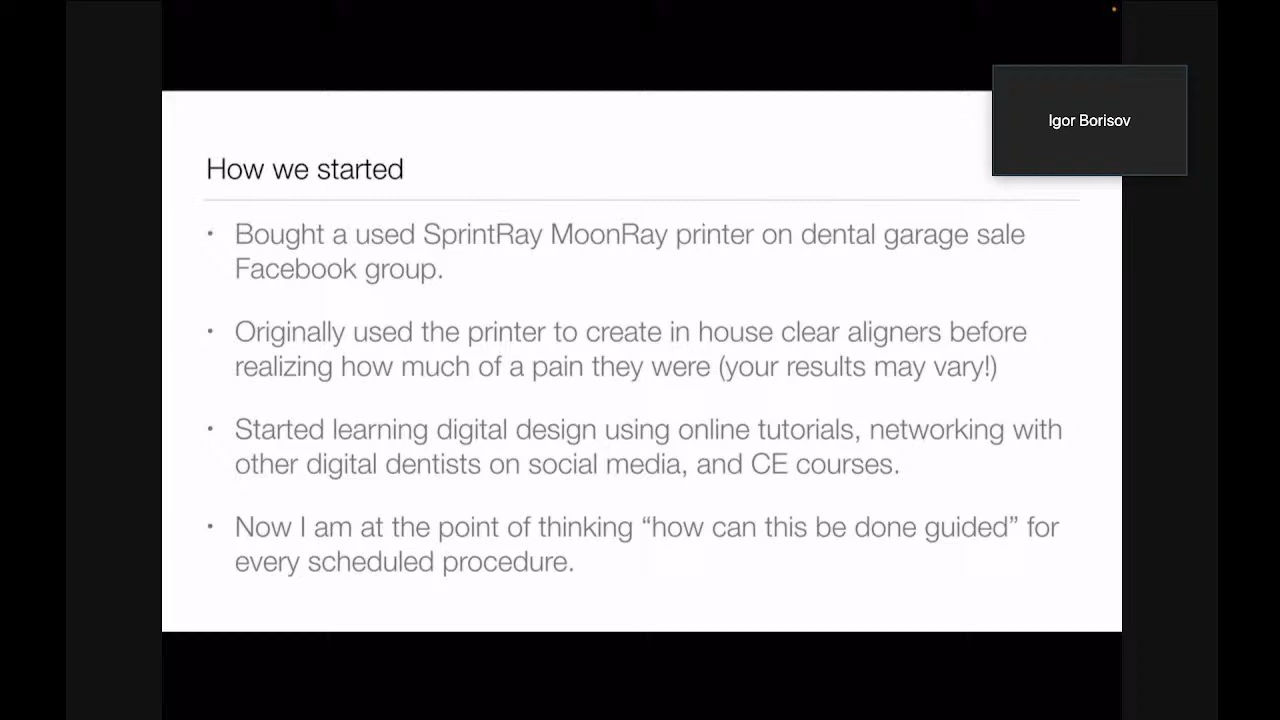 Igor Borisov
How we started
• Bought a used SprintRay MoonRay printer on dental garage sale
Facebook group.
• Originally used the printer to create in house clear aligners before
realizing how much of a pain they were (your results may vary!)
• Started learning digital design using online tutorials, networking with
other digital dentists on social media, and CE courses.
• Now I am at the point of thinking “how can this be done guided” for
every scheduled procedure.